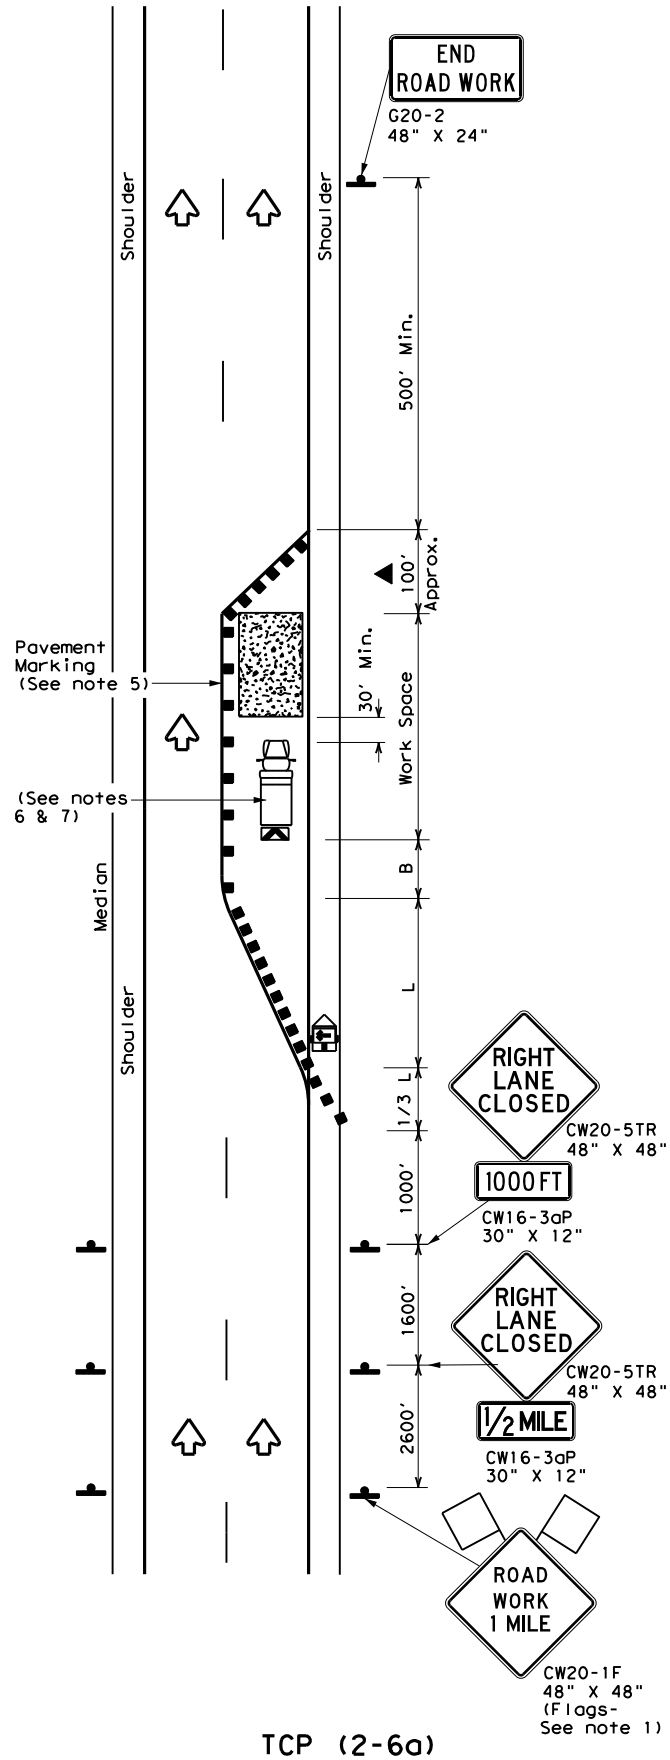 END
ROAD WORK
G20-2
48" X 24"
Shoulder
Shoulder
500' Min.
100'
Approx.
Pavement
Marking
(See note 5)
30' Min.
Work Space
(See notes
6 & 7)
B
Median
L
Shoulder
RIGHT
LANE
CLOSED
1/3 L
CW20-5TR
48" X 48"
1000 FT
1000'
CW16-3aP
30" X 12"
RIGHT
LANE
CLOSED
1600'
CW20-5TR
48" X 48"
1/2 MILE
2600'
CW16-3aP
30" X 12"
ROAD
WORK
1 MILE
CW20-1F
48" X 48"
(Flags-
See note 1)
TCP (2-6a)